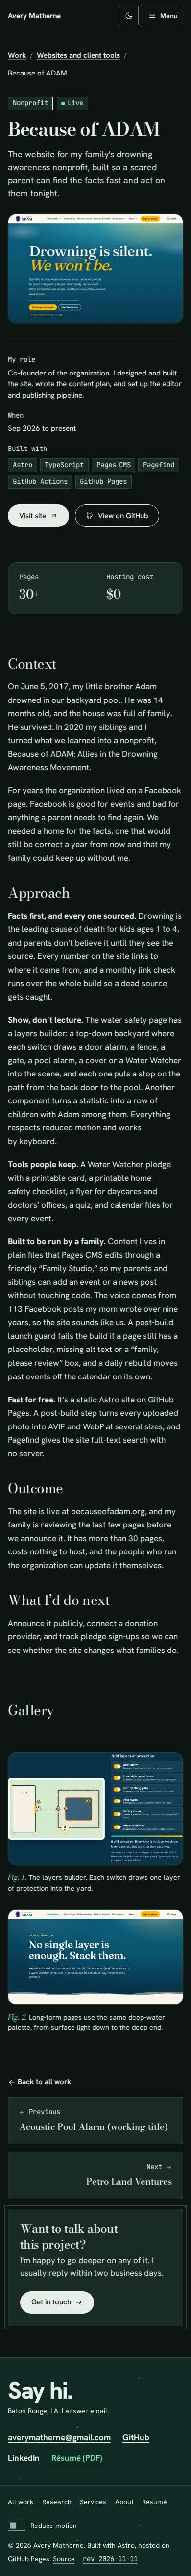 Avery Matherne
Menu
Work / Websites and client tools /
Because of ADAM
Nonprofit
Live
Because of ADAM
The website for my family's drowning
awareness nonprofit, built so a scared
parent can find the facts fast and act on
them tonight.
Drowning is silent.
We won't be.
My role
Co-founder of the organization. I designed and built
the site, wrote the content plan, and set up the editor and
publishing pipeline.
When
Sep 2026 to present
Built with
Astro
TypeScript
Pages CMS
Pagefind
GitHub Actions
GitHub Pages
Visit site ↗
View on GitHub
Pages
30+
Hosting cost
$0
Context
On June 5, 2017, my little brother Adam
drowned in our backyard pool. He was 14
months old, and the house was full of family.
He survived. In 2020 my siblings and I
turned what we learned into a nonprofit,
Because of ADAM: Allies in the Drowning
Awareness Movement.
For years the organization lived on a Facebook
page. Facebook is good for events and bad for
anything a parent needs to find again. We
needed a home for the facts, one that would
still be correct a year from now and that my
family could keep up without me.
Approach
Facts first, and every one sourced. Drowning is
the leading cause of death for kids ages 1 to 4,
and parents don’t believe it until they see the
source. Every number on the site links to
where it came from, and a monthly link check
runs over the whole build so a dead source
gets caught.
Show, don’t lecture. The water safety page has
a layers builder: a top-down backyard where
each switch draws a door alarm, a fence, a
gate, a pool alarm, a cover or a Water Watcher
into the scene, and each one puts a stop on the
path from the back door to the pool. Another
component turns a statistic into a row of
children with Adam among them. Everything
respects reduced motion and works
by keyboard.
Tools people keep. A Water Watcher pledge
with a printable card, a printable home
safety checklist, a flyer for daycares and
doctors’ offices, a quiz, and calendar files for
every event.
Built to be run by a family. Content lives in
plain files that Pages CMS edits through a
friendly “Family Studio,” so my parents and
siblings can add an event or a news post
without touching code. The voice comes from
113 Facebook posts my mom wrote over nine
years, so the site sounds like us. A post-build
launch guard fails the build if a page still has a
placeholder, missing alt text or a “family,
please review” box, and a daily rebuild moves
past events off the calendar on its own.
Fast for free. It’s a static Astro site on GitHub
Pages. A post-build step turns every uploaded
photo into AVIF and WebP at several sizes, and
Pagefind gives the site full-text search with
no server.
Outcome
The site is live at becauseofadam.org, and my
family is reviewing the last few pages before
we announce it. It has more than 30 pages,
costs nothing to host, and the people who run
the organization can update it themselves.
What I’d do next
Announce it publicly, connect a donation
provider, and track pledge sign-ups so we can
see whether the site changes what families do.
Gallery
Add layers of protection
Fig. 1. The layers builder. Each switch draws one layer
of protection into the yard.
No single layer is
enough. Stack them.
Fig. 2. Long-form pages use the same deep-water
palette, from surface light down to the deep end.
← Back to all work
← Previous
Acoustic Pool Alarm (working title)
Next →
Petro Land Ventures
Want to talk about
this project?
I'm happy to go deeper on any of it. I
usually reply within two business days.
Get in touch →
Say hi.
Baton Rouge, LA. I answer email.
averymatherne@gmail.com
GitHub
LinkedIn
Résumé (PDF)
All work
Research
Services
About
Résumé
Reduce motion
© 2026 Avery Matherne. Built with Astro, hosted on
GitHub Pages. Source rev 2026-11-11